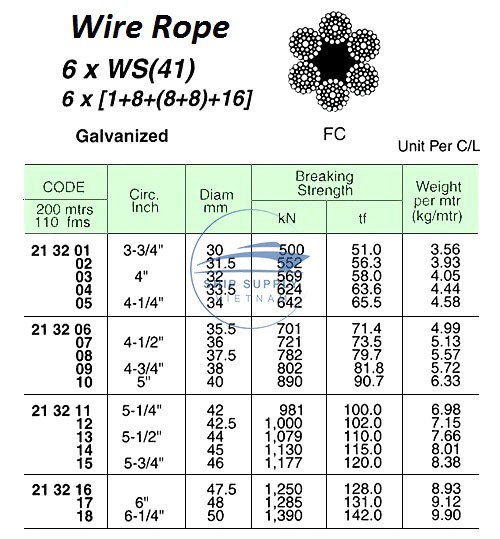 Wire Rope
6 x WS(41)
6 x [1+8+(8+8)+16]
Galvanized
FC
Unit Per C/L
CODE
200 mtrs
110 fms
Circ.
Inch
Diam
mm
Breaking
Strength
kN
tf
Weight
per mtr
(kg/mtr)
21 32 01 3-3/4" 30 500 51.0 3.56
02 31.5 552 56.3 3.93
03 4" 32 569 58.0 4.05
04 33.5 624 63.6 4.44
05 4-1/4" 34 642 65.5 4.58
SHIP SUPPLY
VIETNAM
21 32 06 35.5 701 71.4 4.99
07 4-1/2" 36 721 73.5 5.13
08 37.5 782 79.7 5.57
09 4-3/4" 38 802 81.8 5.72
10 5" 40 890 90.7 6.33
21 32 11 5-1/4" 42 981 100.0 6.98
12 42.5 1,000 102.0 7.15
13 5-1/2" 44 1,079 110.0 7.66
14 45 1,130 115.0 8.01
15 5-3/4" 46 1,177 120.0 8.38
21 32 16 47.5 1,250 128.0 8.93
17 6" 48 1,285 131.0 9.12
18 6-1/4" 50 1,390 142.0 9.90